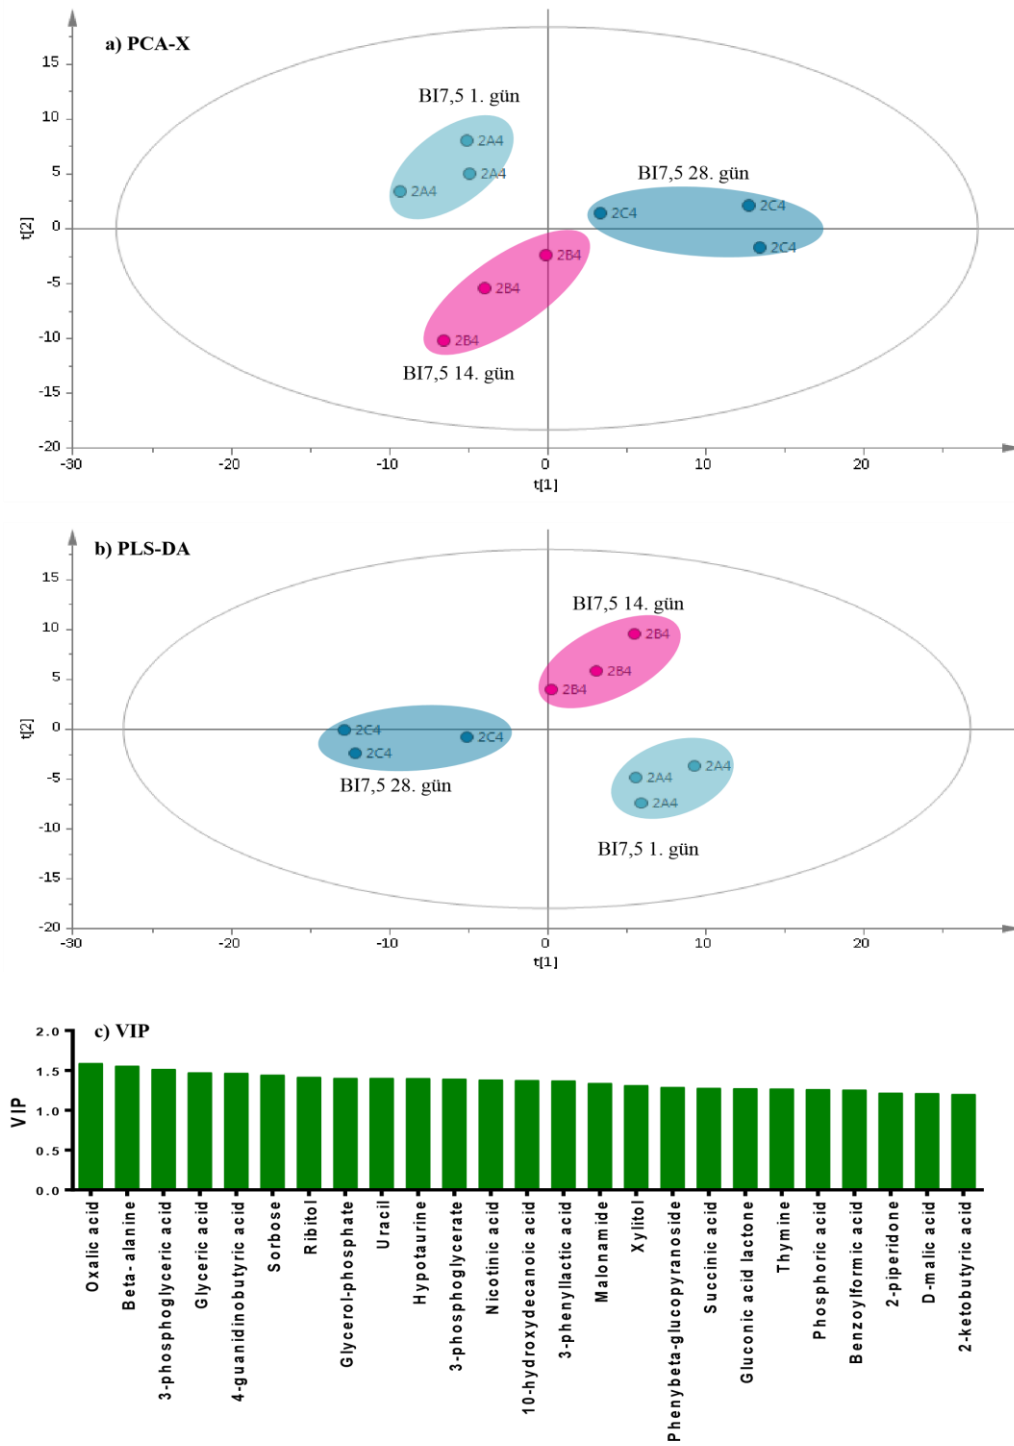 a) PCA-X
15
10
5
0
-5
-10
-15
-20
t[2]
BI7,5 1. gün
2A4
2A4
2A4
BI7,5 28. gün
2C4
2C4
2C4
2B4
2B4
2B4
BI7,5 14. gün
-30 -20 -10 0 10 20
t[1]
b) PLS-DA
15
10
5
0
-5
-10
-15
-20
t[2]
BI7,5 14. gün
2B4
2B4
2B4
2C4
2C4
2C4
BI7,5 28. gün
2A4
2A4
2A4
BI7,5 1. gün
-30 -20 -10 0 10 20
t[1]
c) VIP
2.0
1.5
1.0
0.5
0.0
VIP
Oxalic acid
Beta- alanine
3-phosphoglyceric acid
Glyceric acid
4-guanidinobutyric acid
Sorbose
Ribitol
Glycerol-phosphate
Uracil
Hypotaurine
3-phosphoglycerate
Nicotinic acid
10-hydroxydecanoic acid
3-phenyllactic acid
Malonamide
Xylitol
Phenybeta-glucopyranoside
Succinic acid
Gluconic acid lactone
Thymine
Phosphoric acid
Benzoylformic acid
2-piperidone
D-malic acid
2-ketobutyric acid